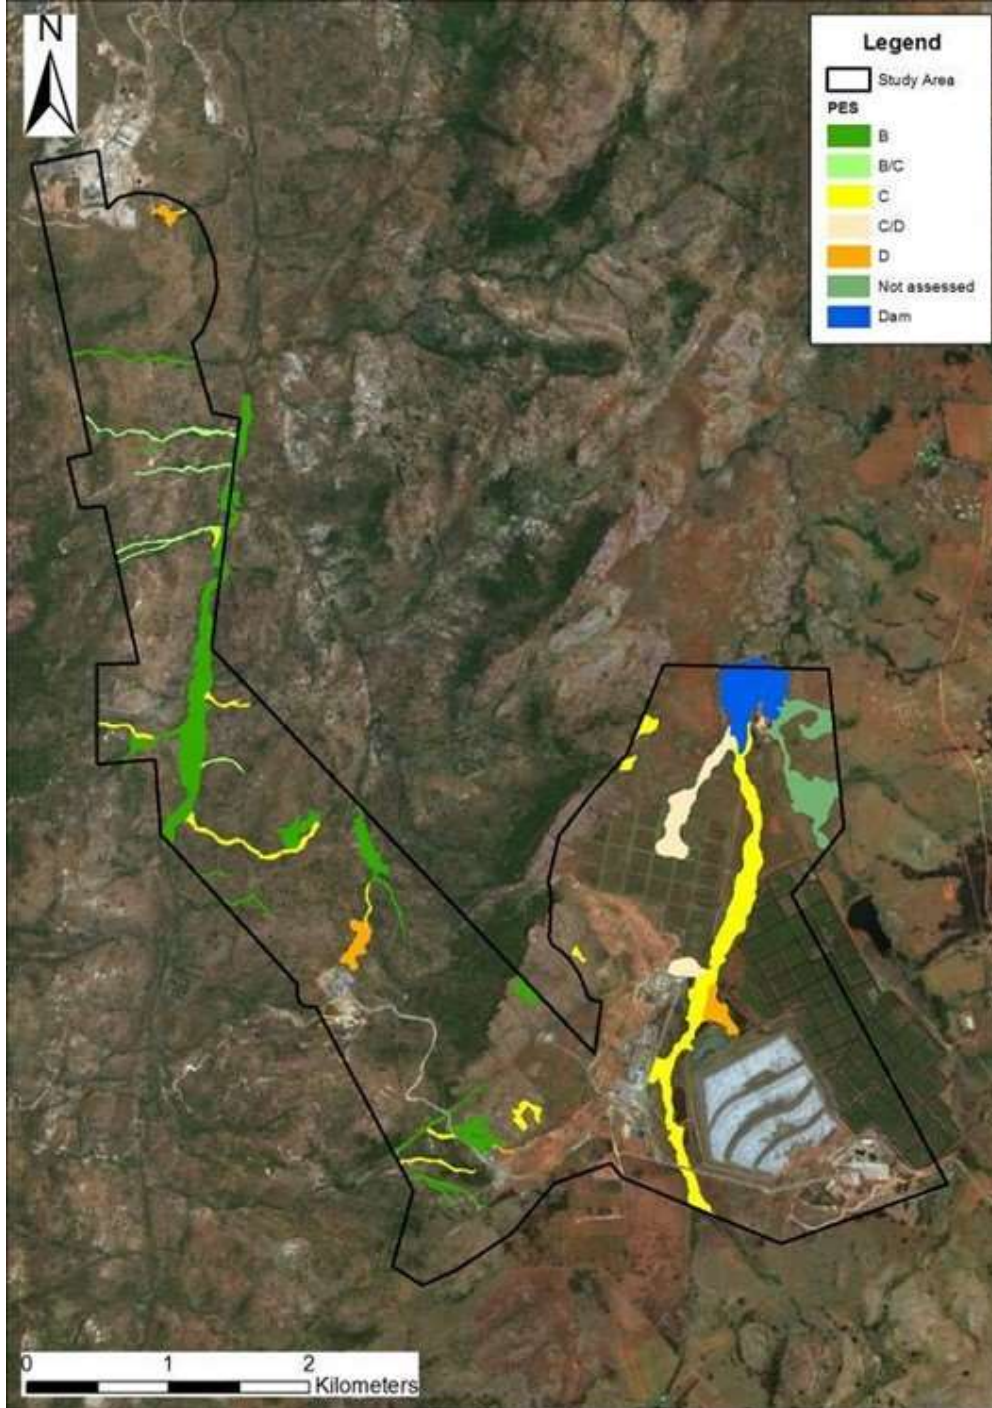 N
Legend
Study Area
PES
B
B/C
C
C/D
D
Not assessed
Dam
0 1 2
Kilometers